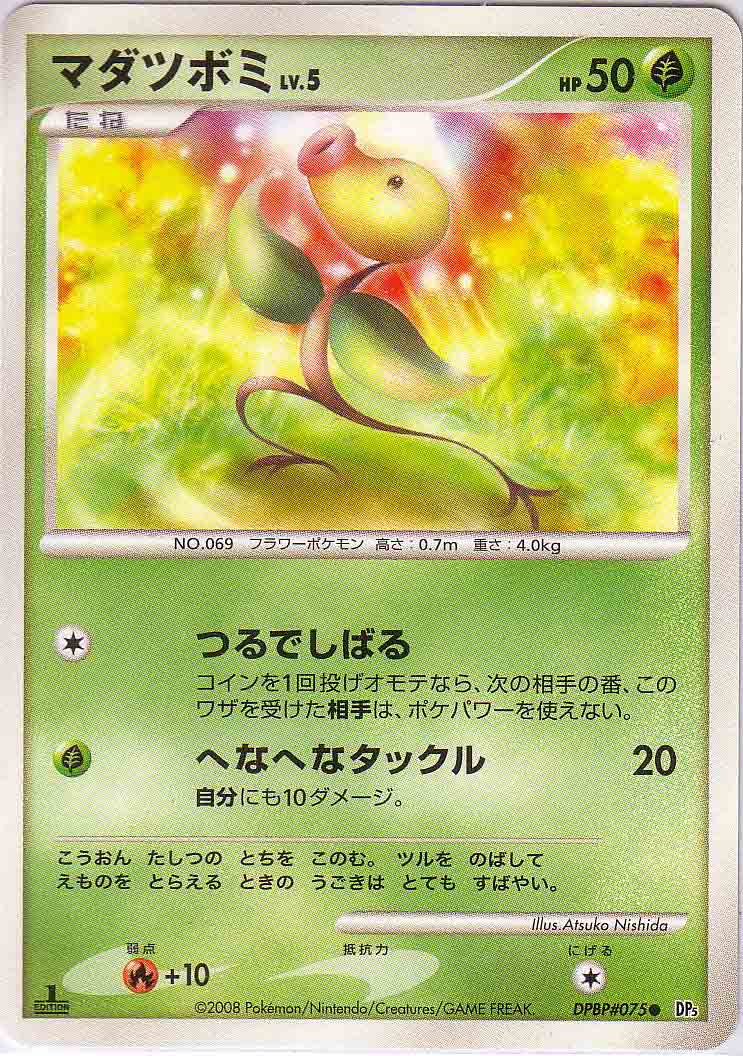 マダツボミ LV.5 HP 50
たね
NO.069 フラワーポケモン 高さ:0.7m 重さ:4.0kg
つるでしばる
コインを1回投げオモテなら、次の相手の番、この
ワザを受けた相手は、ポケパワーを使えない。
へなへなタックル 20
自分にも10ダメージ。
こうおん たしつの とちを このむ。 ツルを のばして
えものを とらえる ときの うごきは とても すばやい。
Illus.Atsuko Nishida
弱点 抵抗力 にげる
+10
1 EDITION ©2008 Pokémon/Nintendo/Creatures/GAME FREAK. DPBP#075 DP5